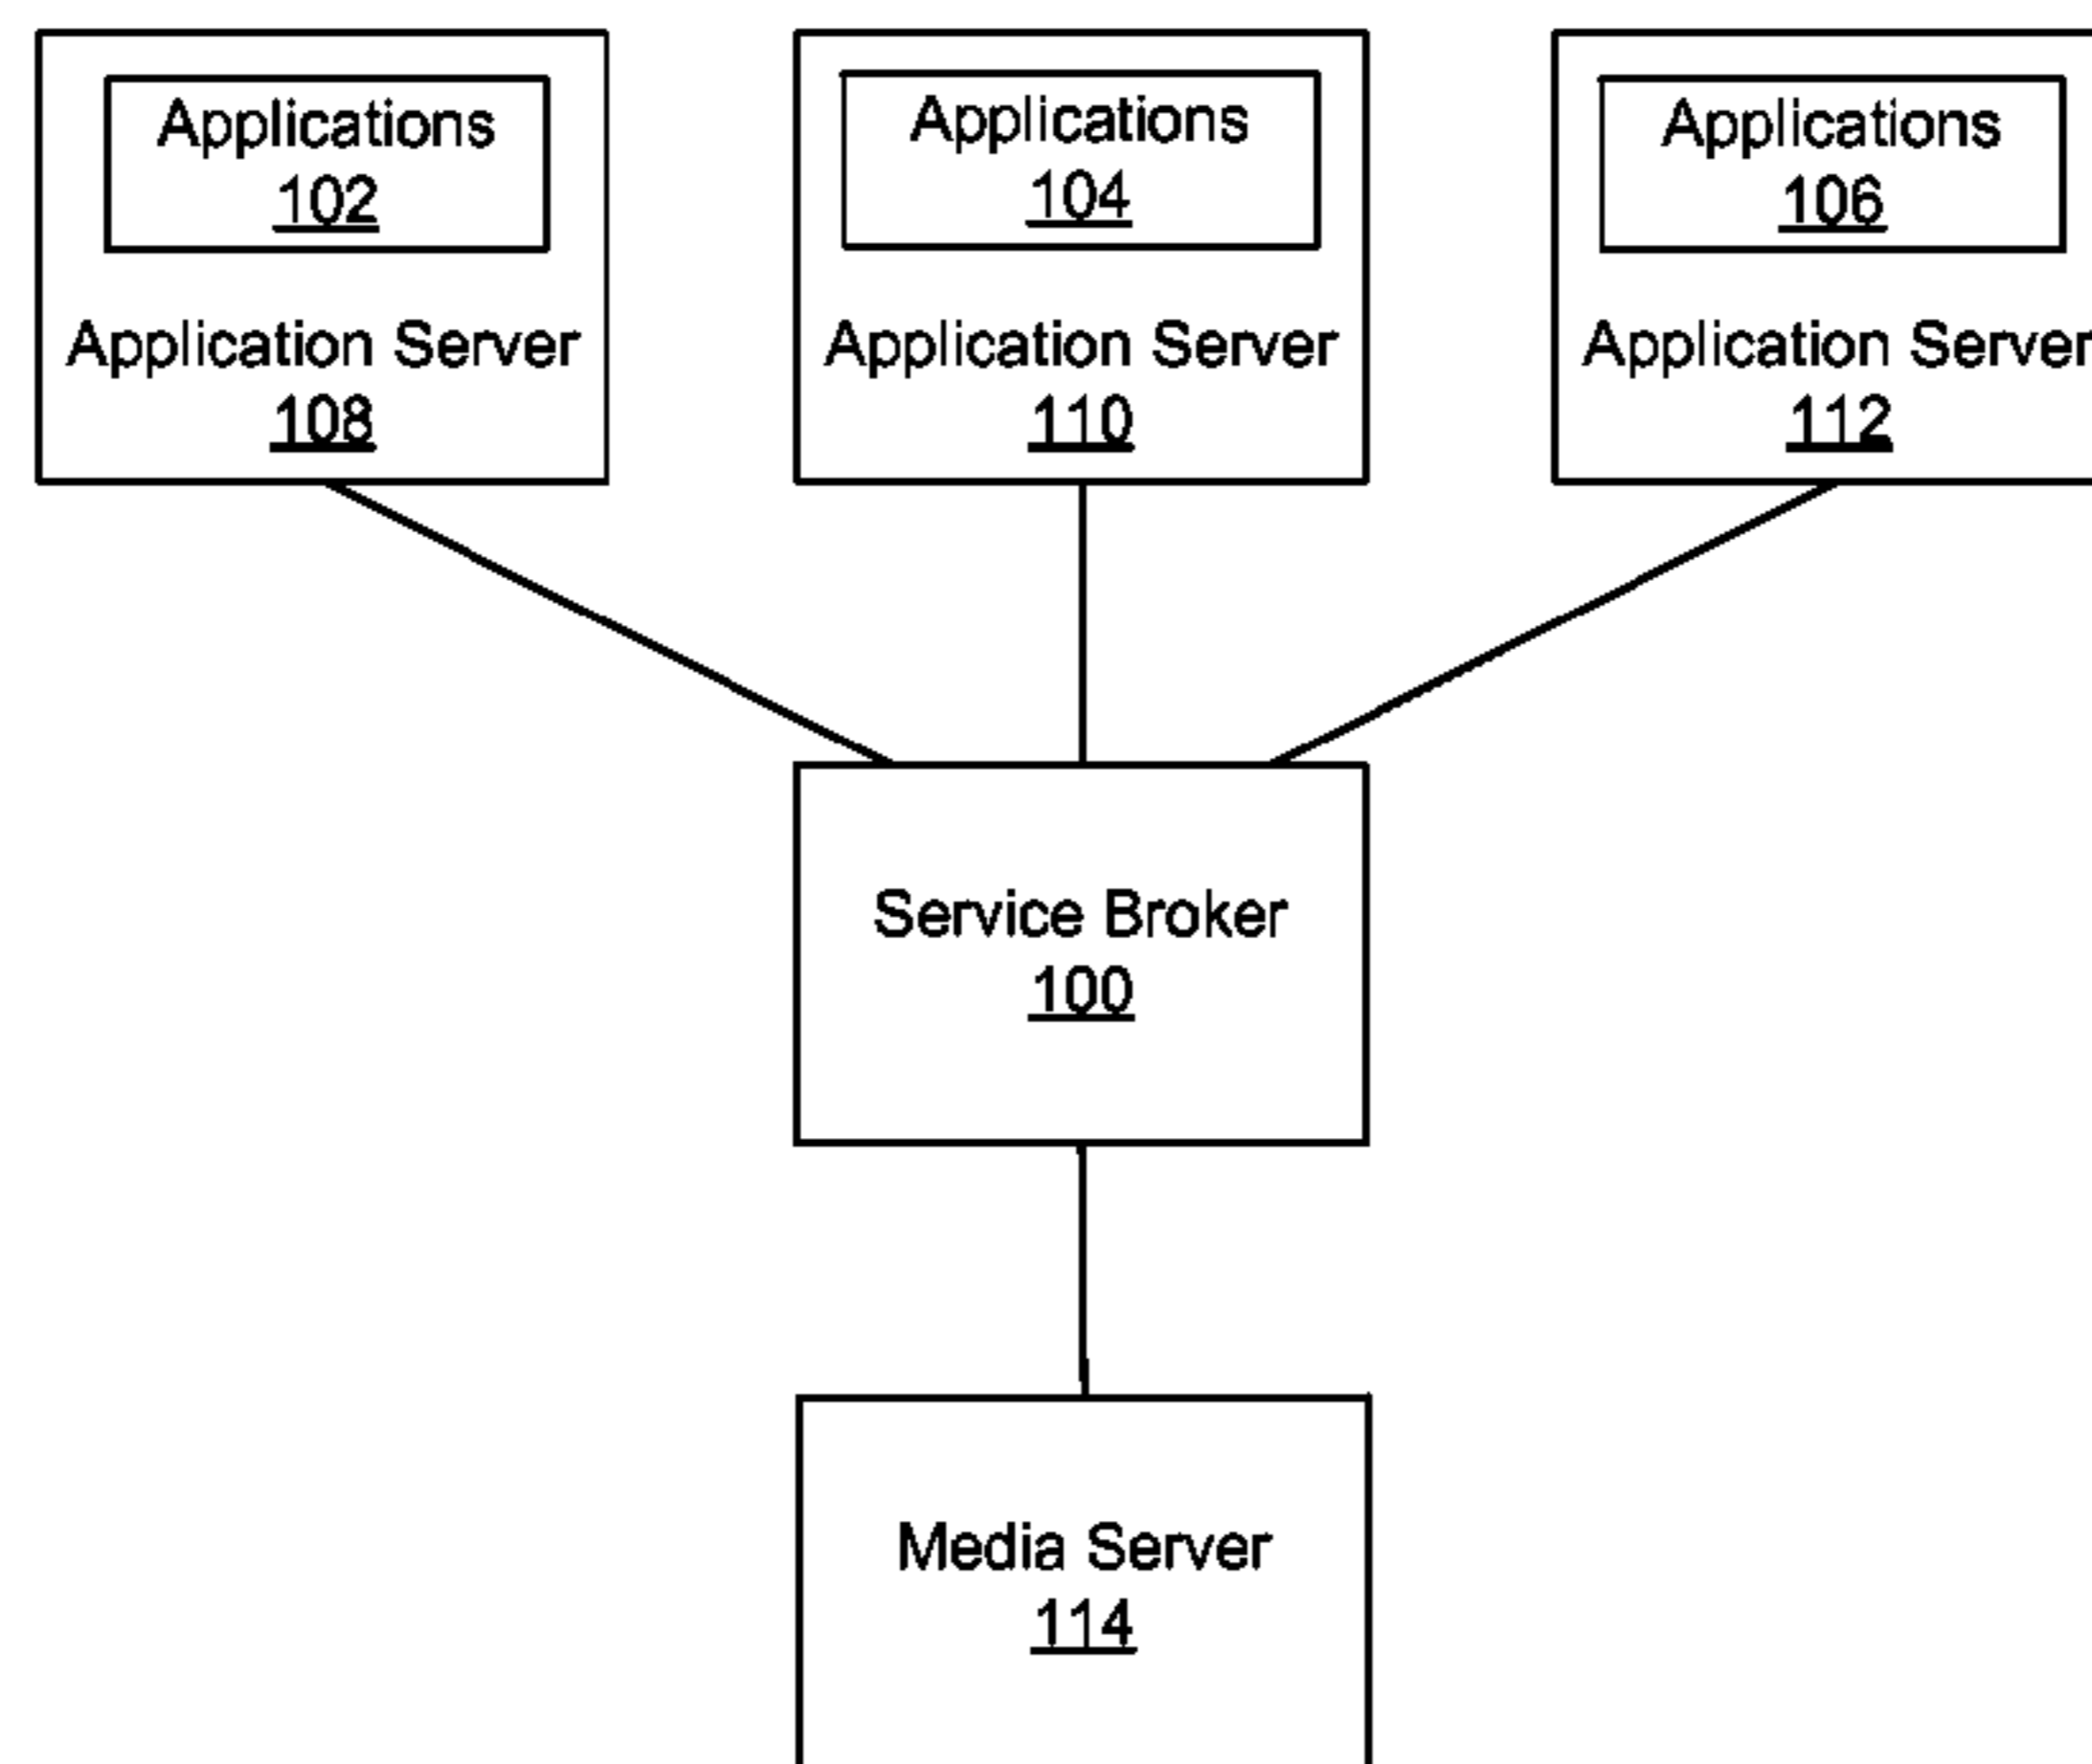 Applications
102
Application Server
108
Applications
104
Application Server
110
Applications
106
Application Server
112
Service Broker
100
Media Server
114